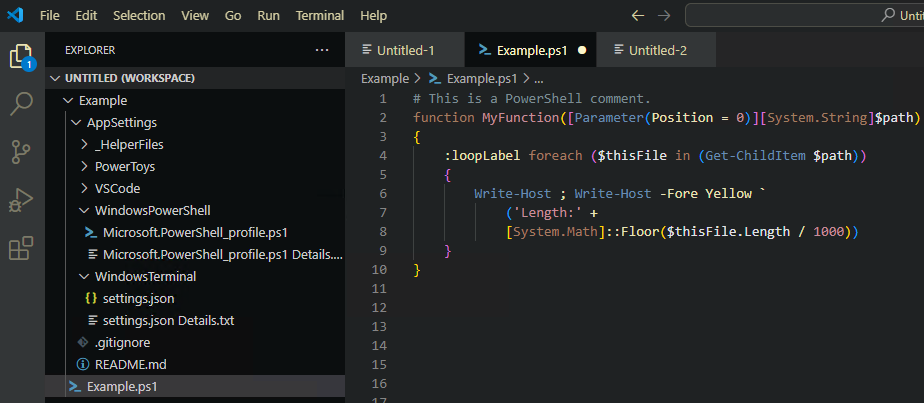 File Edit Selection View Go Run Terminal Help
Unti
EXPLORER
Untitled-1
Example.ps1
Untitled-2
UNTITLED (WORKSPACE)
Example
AppSettings
_HelperFiles
PowerToys
VSCode
WindowsPowerShell
Microsoft.PowerShell_profile.ps1
Microsoft.PowerShell_profile.ps1 Details....
WindowsTerminal
{} settings.json
settings.json Details.txt
.gitignore
README.md
Example.ps1
1
Example > Example.ps1 > ...
1 # This is a PowerShell comment.
2 function MyFunction([Parameter(Position = 0)][System.String]$path)
3 {
4 :loopLabel foreach ($thisFile in (Get-ChildItem $path))
5 {
6 Write-Host ; Write-Host -Fore Yellow `
7 ('Length:' +
8 [System.Math]::Floor($thisFile.Length / 1000))
9 }
10 }
11
12
13
14
15
16
17